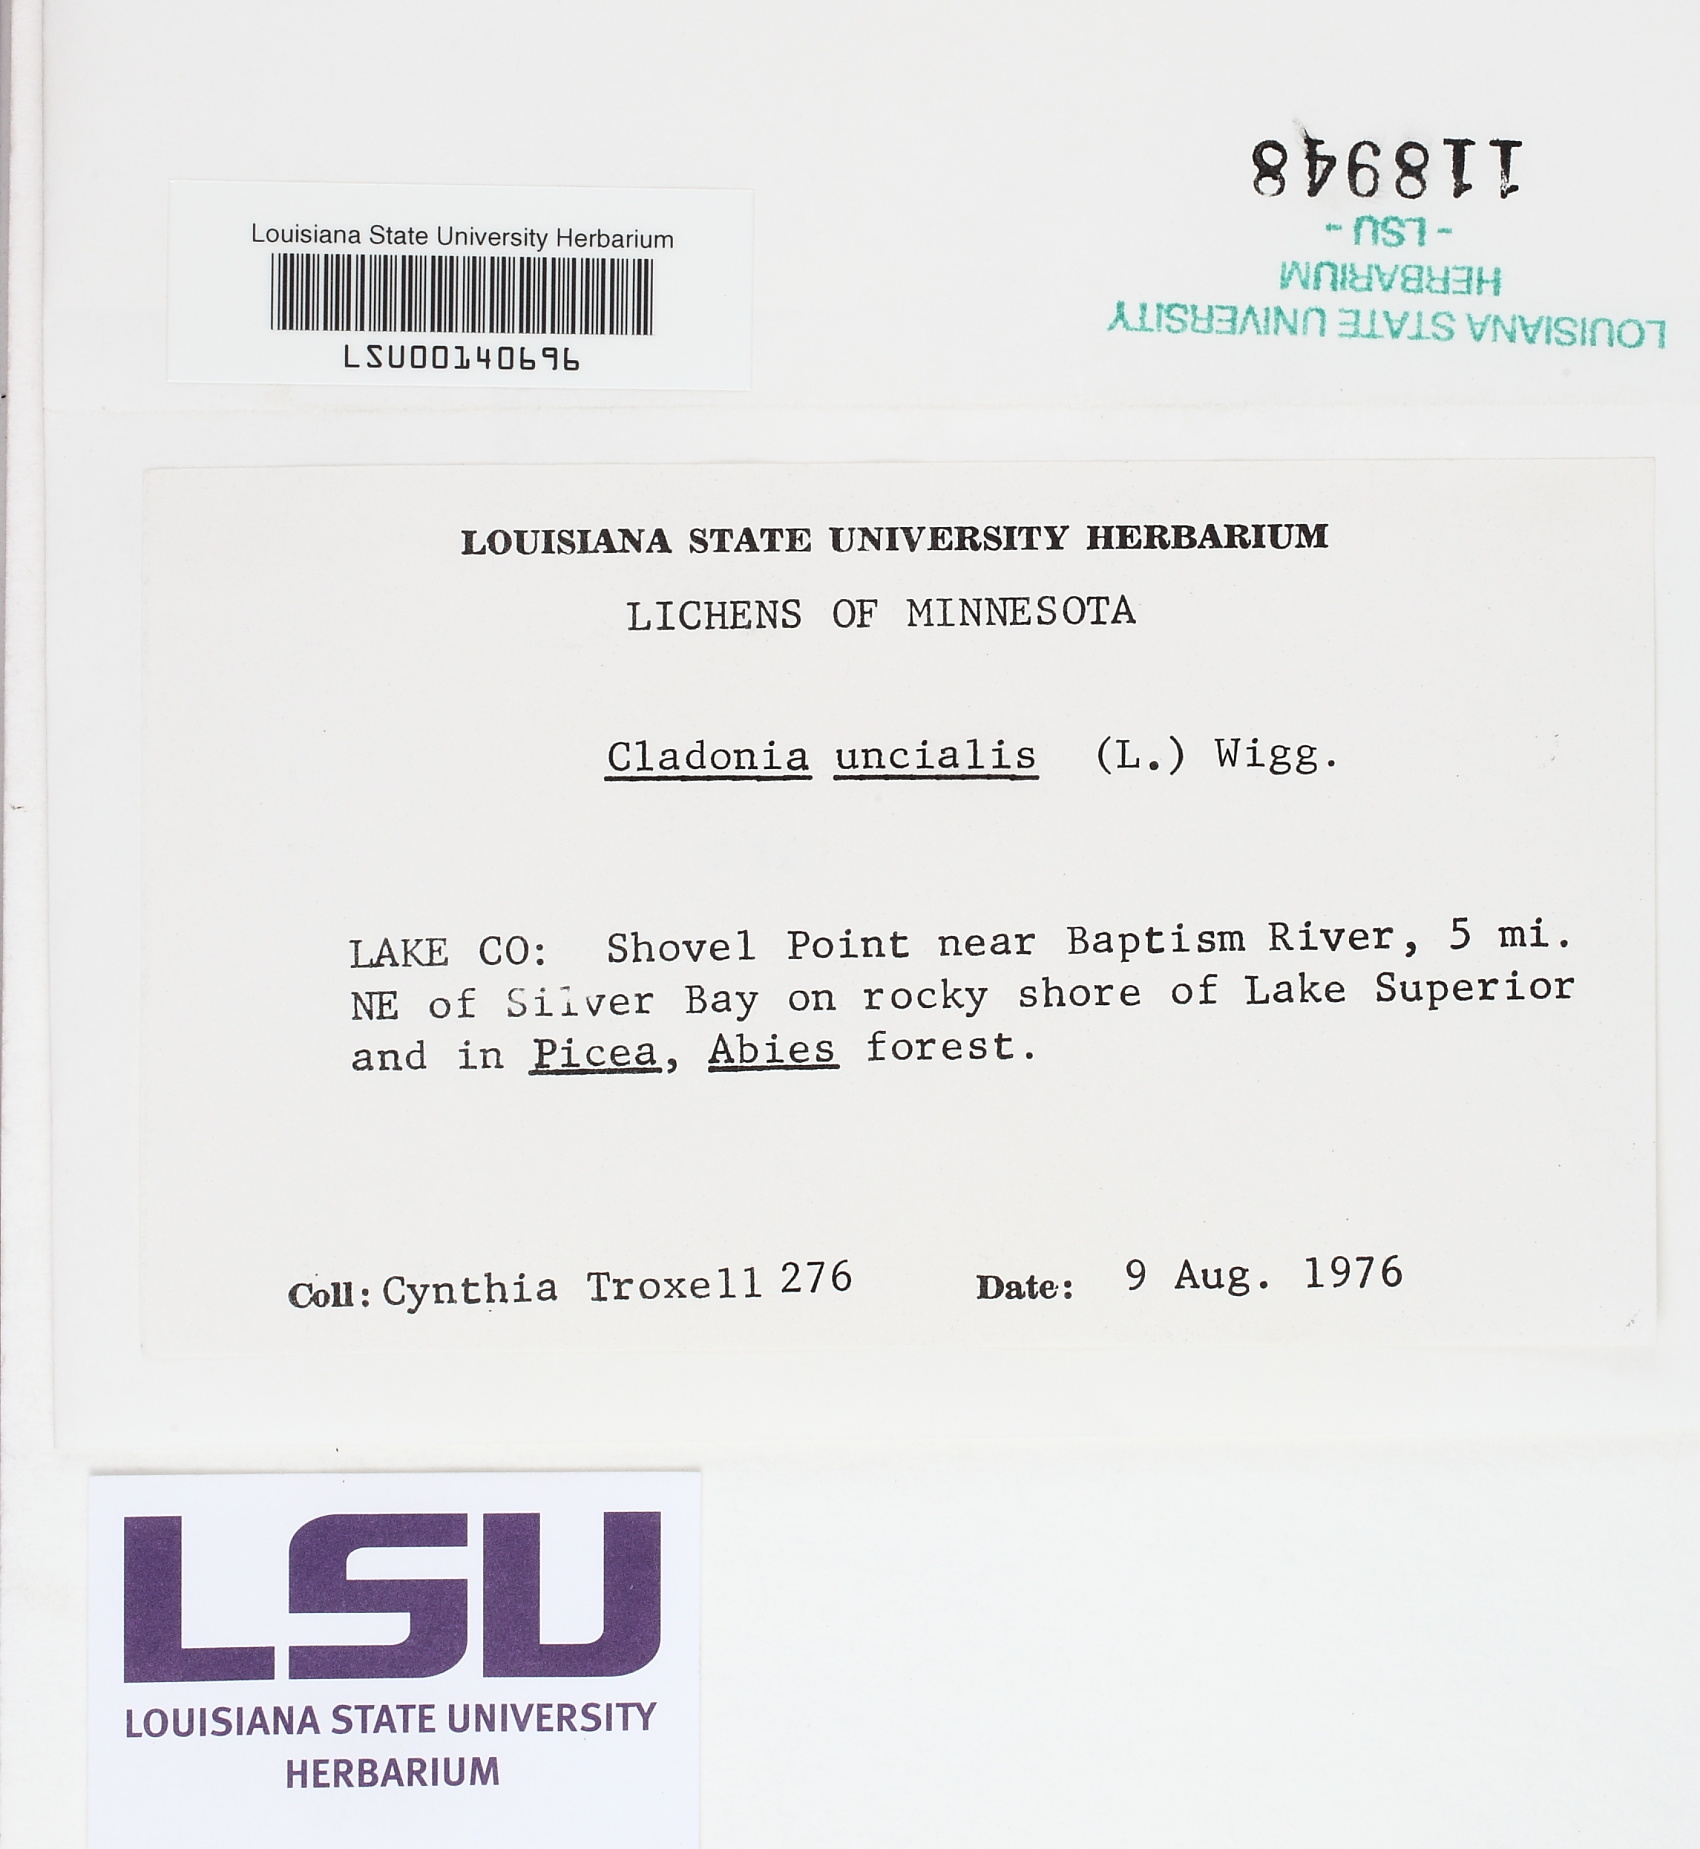 118948
- LSU -
HERBARIUM
LOUISIANA STATE UNIVERSITY
Louisiana State University Herbarium
LSU00140696
LOUISIANA STATE UNIVERSITY HERBARIUM
LICHENS OF MINNESOTA
Cladonia uncialis (L.) Wigg.
LAKE CO: Shovel Point near Baptism River, 5 mi.
NE of Silver Bay on rocky shore of Lake Superior
and in Picea, Abies forest.
Coll: Cynthia Troxell 276 Date: 9 Aug. 1976
LSU
LOUISIANA STATE UNIVERSITY
HERBARIUM